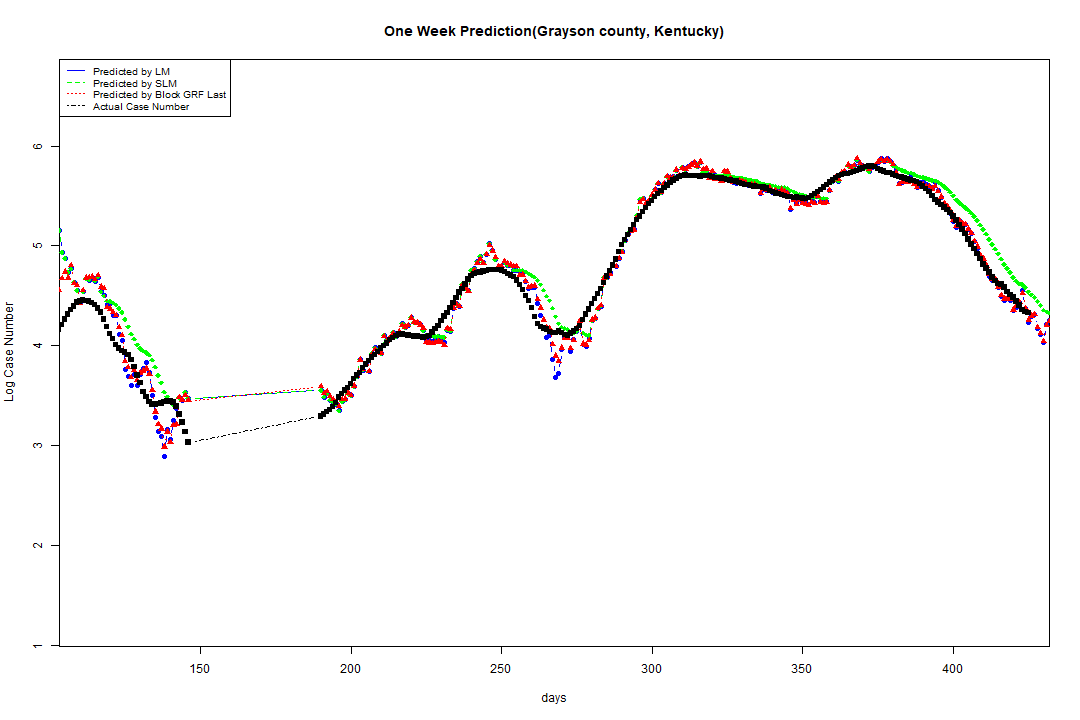 One Week Prediction(Grayson county, Kentucky)
Predicted by LM
Predicted by SLM
Predicted by Block GRF Last
Actual Case Number
Log Case Number
6
5
4
3
2
1
150
200
250
300
350
400
days